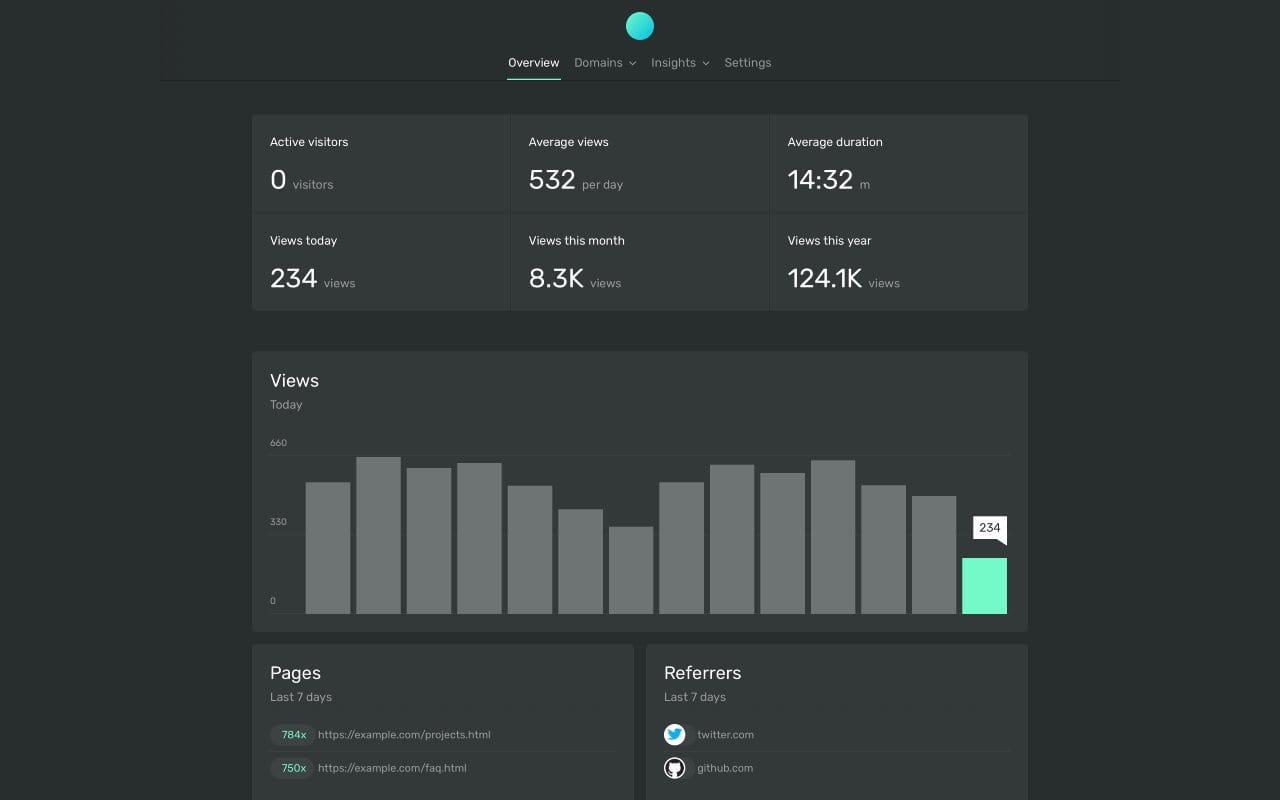 Overview Domains Insights Settings
Active visitors
0 visitors
Average views
532 per day
Average duration
14:32 m
Views today
234 views
Views this month
8.3K views
Views this year
124.1K views
Views
Today
660
330
0
234
Pages
Last 7 days
784x https://example.com/projects.html
750x https://example.com/faq.html
Referrers
Last 7 days
twitter.com
github.com